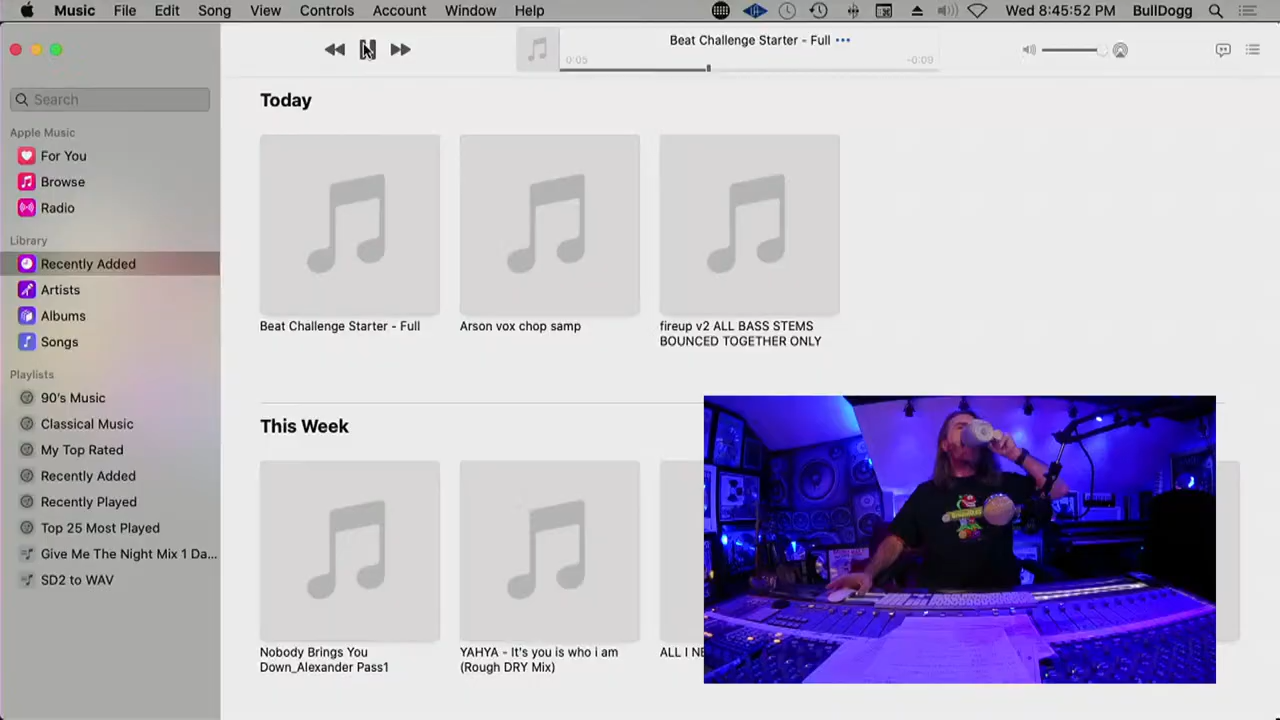 Music File Edit Song View Controls Account Window Help Wed 8:45:52 PM BullDogg
Beat Challenge Starter - Full •••
0:05 -0:09
Search
Apple Music
For You
Browse
Radio
Library
Recently Added
Artists
Albums
Songs
Playlists
90's Music
Classical Music
My Top Rated
Recently Added
Recently Played
Top 25 Most Played
Give Me The Night Mix 1 Da...
SD2 to WAV
Today
Beat Challenge Starter - Full
Arson vox chop samp
fireup v2 ALL BASS STEMS
BOUNCED TOGETHER ONLY
This Week
Nobody Brings You
Down_Alexander Pass1
YAHYA - It's you is who i am
(Rough DRY Mix)
ALL I NE